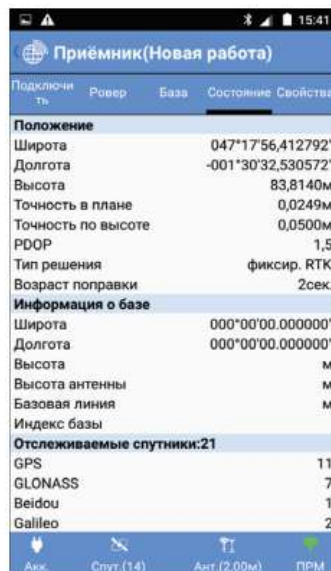 15:41
Приёмник(Новая работа)
Подключи
ть
Ровер
База
Состояние
Свойства
Положение
Широта 047°17'56,412792"
Долгота -001°30'32,530572"
Высота 83,8140м
Точность в плане 0,0249м
Точность по высоте 0,0500м
PDOP 1,5
Тип решения фиксир. RTK
Возраст поправки 2сек.
Информация о базе
Широта 000°00'00.000000"
Долгота 000°00'00.000000"
Высота м
Высота антенны м
Базовая линия м
Индекс базы
Отслеживаемые спутники:21
GPS 11
GLONASS 7
Beidou 1
Galileo 2
Акк. Спут.(14) Ант.(2,00м) ПРМ